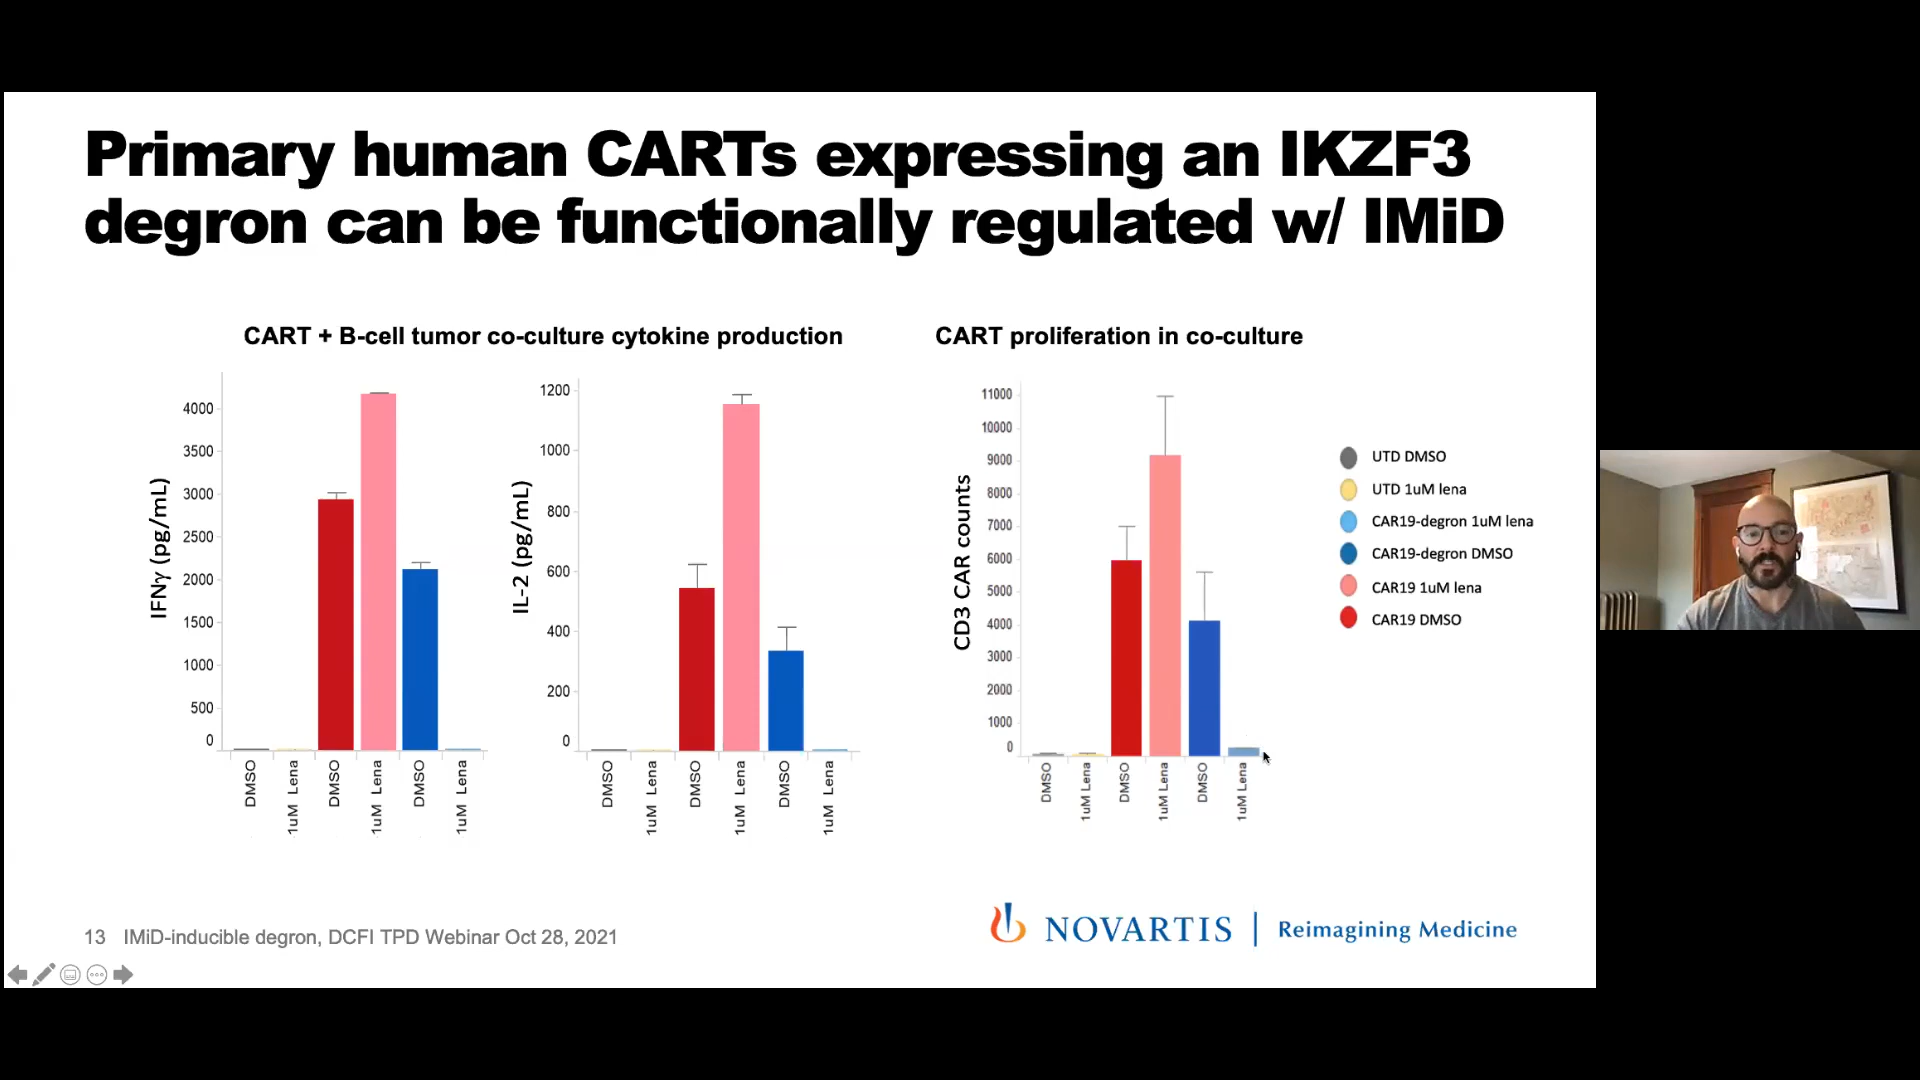 Primary human CARTs expressing an IKZF3
degron can be functionally regulated w/ IMiD
CART + B-cell tumor co-culture cytokine production
CART proliferation in co-culture
IFNγ (pg/mL)
4000
3500
3000
2500
2000
1500
1000
500
0
DMSO
1uM Lena
DMSO
1uM Lena
DMSO
1uM Lena
IL-2 (pg/mL)
1200
1000
800
600
400
200
0
DMSO
1uM Lena
DMSO
1uM Lena
DMSO
1uM Lena
CD3 CAR counts
11000
10000
9000
8000
7000
6000
5000
4000
3000
2000
1000
0
DMSO
1uM Lena
DMSO
1uM Lena
DMSO
1uM Lena
UTD DMSO
UTD 1uM lena
CAR19-degron 1uM lena
CAR19-degron DMSO
CAR19 1uM lena
CAR19 DMSO
13 IMiD-inducible degron, DCFI TPD Webinar Oct 28, 2021
NOVARTIS | Reimagining Medicine